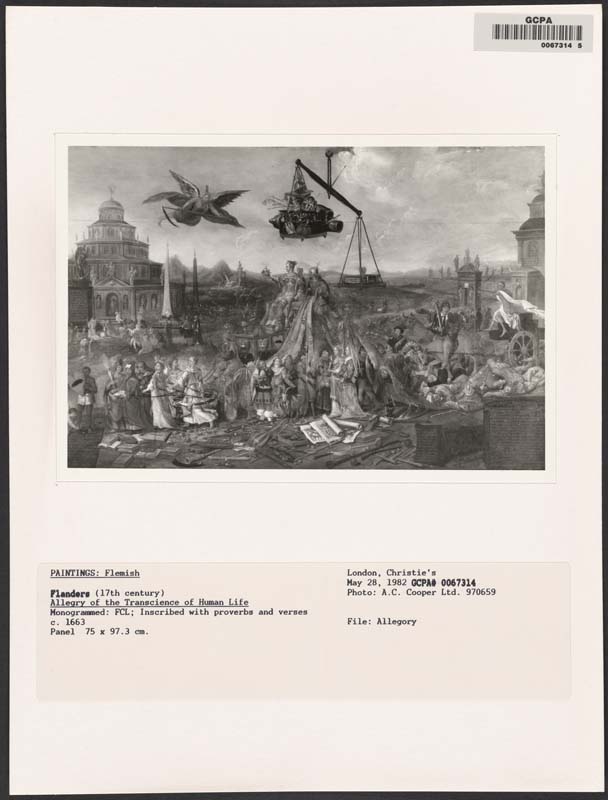 GCPA
0067314 5
PAINTINGS: Flemish
Flanders (17th century)
Allegry of the Transcience of Human Life
Monogrammed: FCL; Inscribed with proverbs and verses
c. 1663
Panel 75 x 97.3 cm.
London, Christie's
May 28, 1982 GCPA# 0067314
Photo: A.C. Cooper Ltd. 970659
File: Allegory